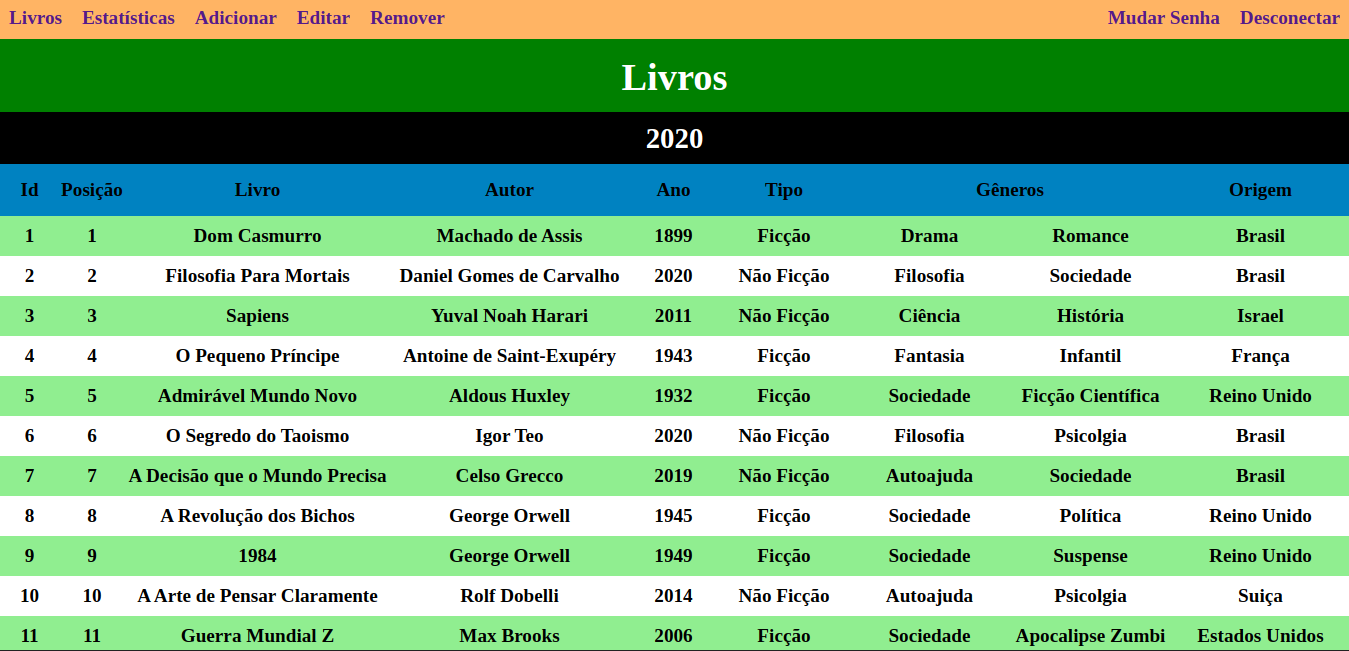 Livros Estatísticas Adicionar Editar Remover Mudar Senha Desconectar
Livros
2020
Id Posição Livro Autor Ano Tipo Gêneros Origem
1 1 Dom Casmurro Machado de Assis 1899 Ficção Drama Romance Brasil
2 2 Filosofia Para Mortais Daniel Gomes de Carvalho 2020 Não Ficção Filosofia Sociedade Brasil
3 3 Sapiens Yuval Noah Harari 2011 Não Ficção Ciência História Israel
4 4 O Pequeno Príncipe Antoine de Saint-Exupéry 1943 Ficção Fantasia Infantil França
5 5 Admirável Mundo Novo Aldous Huxley 1932 Ficção Sociedade Ficção Científica Reino Unido
6 6 O Segredo do Taoismo Igor Teo 2020 Não Ficção Filosofia Psicolgia Brasil
7 7 A Decisão que o Mundo Precisa Celso Grecco 2019 Não Ficção Autoajuda Sociedade Brasil
8 8 A Revolução dos Bichos George Orwell 1945 Ficção Sociedade Política Reino Unido
9 9 1984 George Orwell 1949 Ficção Sociedade Suspense Reino Unido
10 10 A Arte de Pensar Claramente Rolf Dobelli 2014 Não Ficção Autoajuda Psicolgia Suiça
11 11 Guerra Mundial Z Max Brooks 2006 Ficção Sociedade Apocalipse Zumbi Estados Unidos